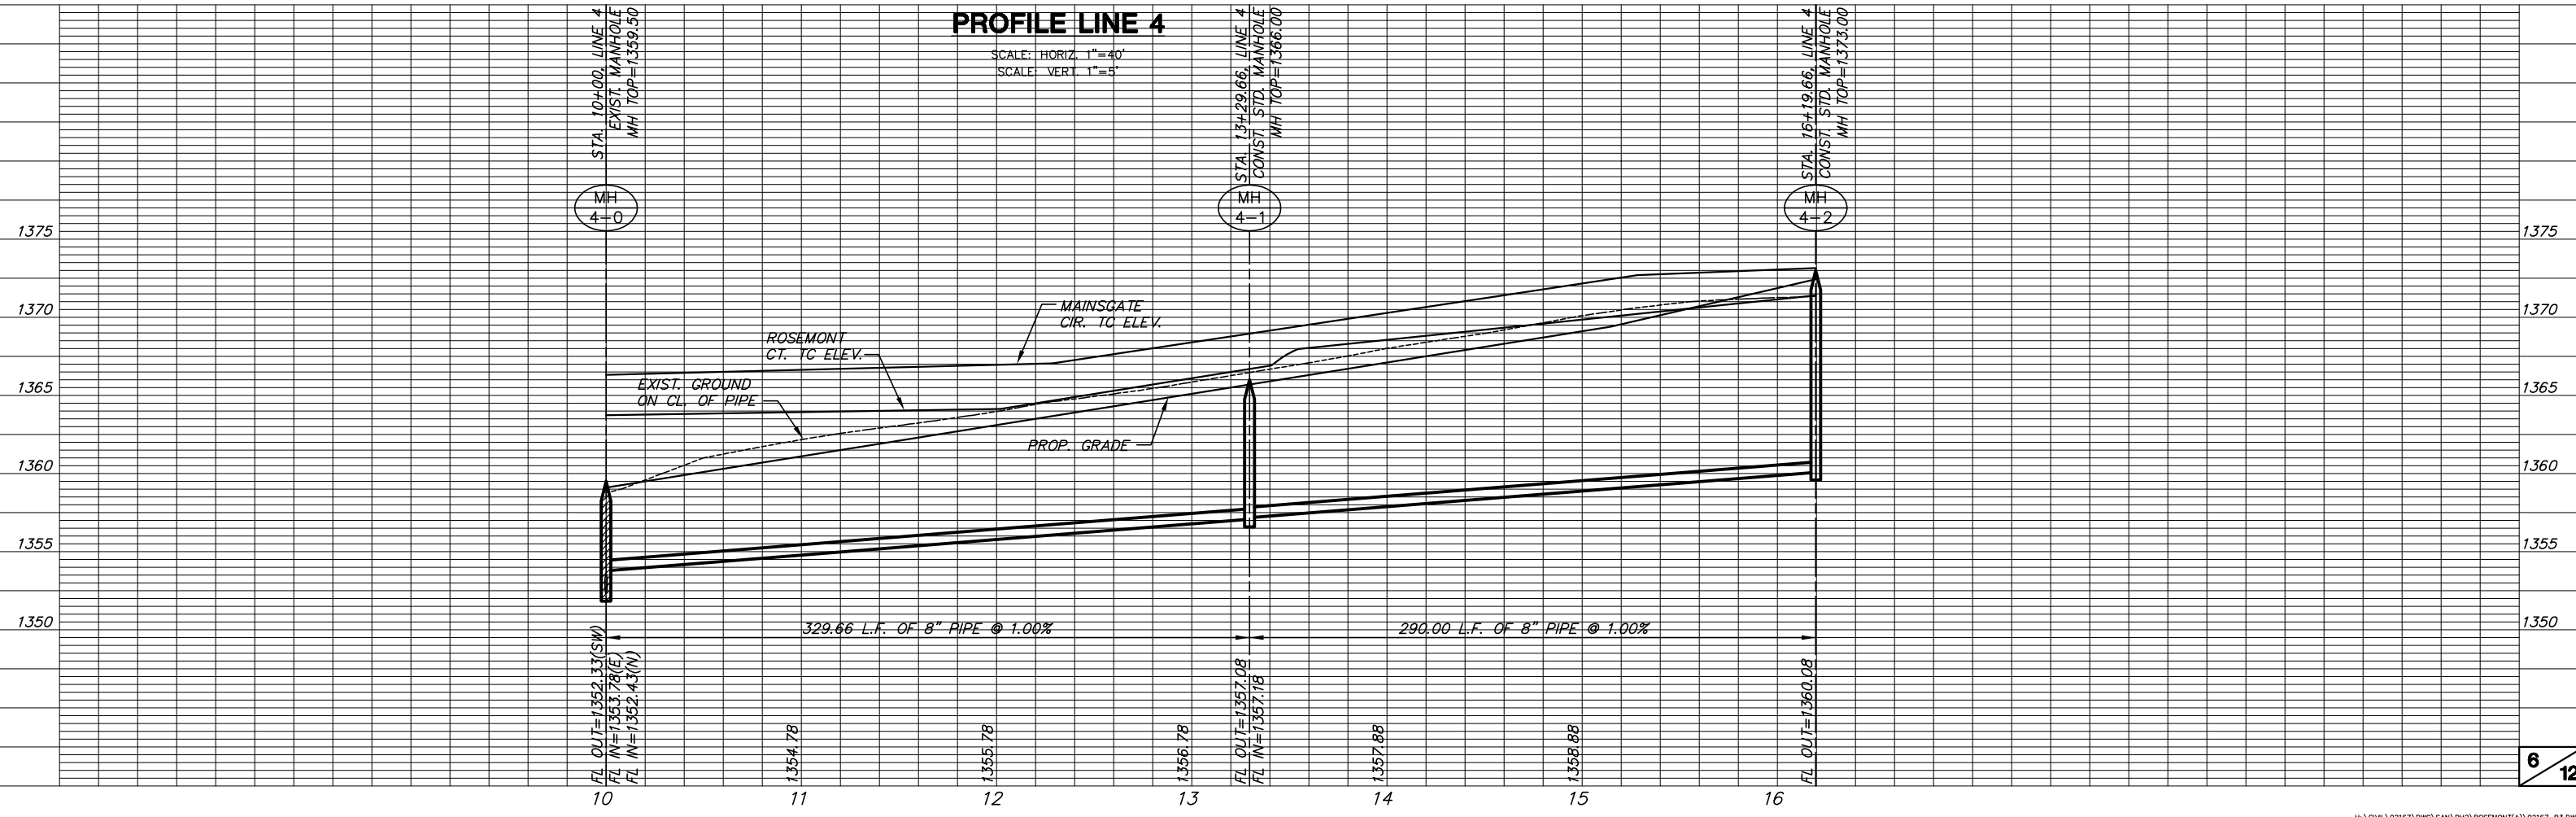 PROFILE LINE 4
SCALE: HORIZ. 1"=40'
SCALE: VERT. 1"=5'
STA. 10+00, LINE 4
EXIST. MANHOLE
MH TOP=1359.50
STA. 13+29.66, LINE 4
CONST. STD. MANHOLE
MH TOP=1366.00
STA. 16+19.66, LINE 4
CONST. STD. MANHOLE
MH TOP=1373.00
MH
4-0
MH
4-1
MH
4-2
1375
1375
1370
1370
1365
1365
1360
1360
1355
1355
1350
1350
MAINSGATE
CIR. TC ELEV.
ROSEMONT
CT. TC ELEV.
EXIST. GROUND
ON CL. OF PIPE
PROP. GRADE
329.66 L.F. OF 8" PIPE @ 1.00%
290.00 L.F. OF 8" PIPE @ 1.00%
FL OUT=1352.33(SW)
FL IN=1353.78(E)
FL IN=1352.43(N)
1354.78
1355.78
1356.78
FL OUT=1357.08
FL IN=1357.18
1357.88
1358.88
FL OUT=1360.08
10
11
12
13
14
15
16
6
12